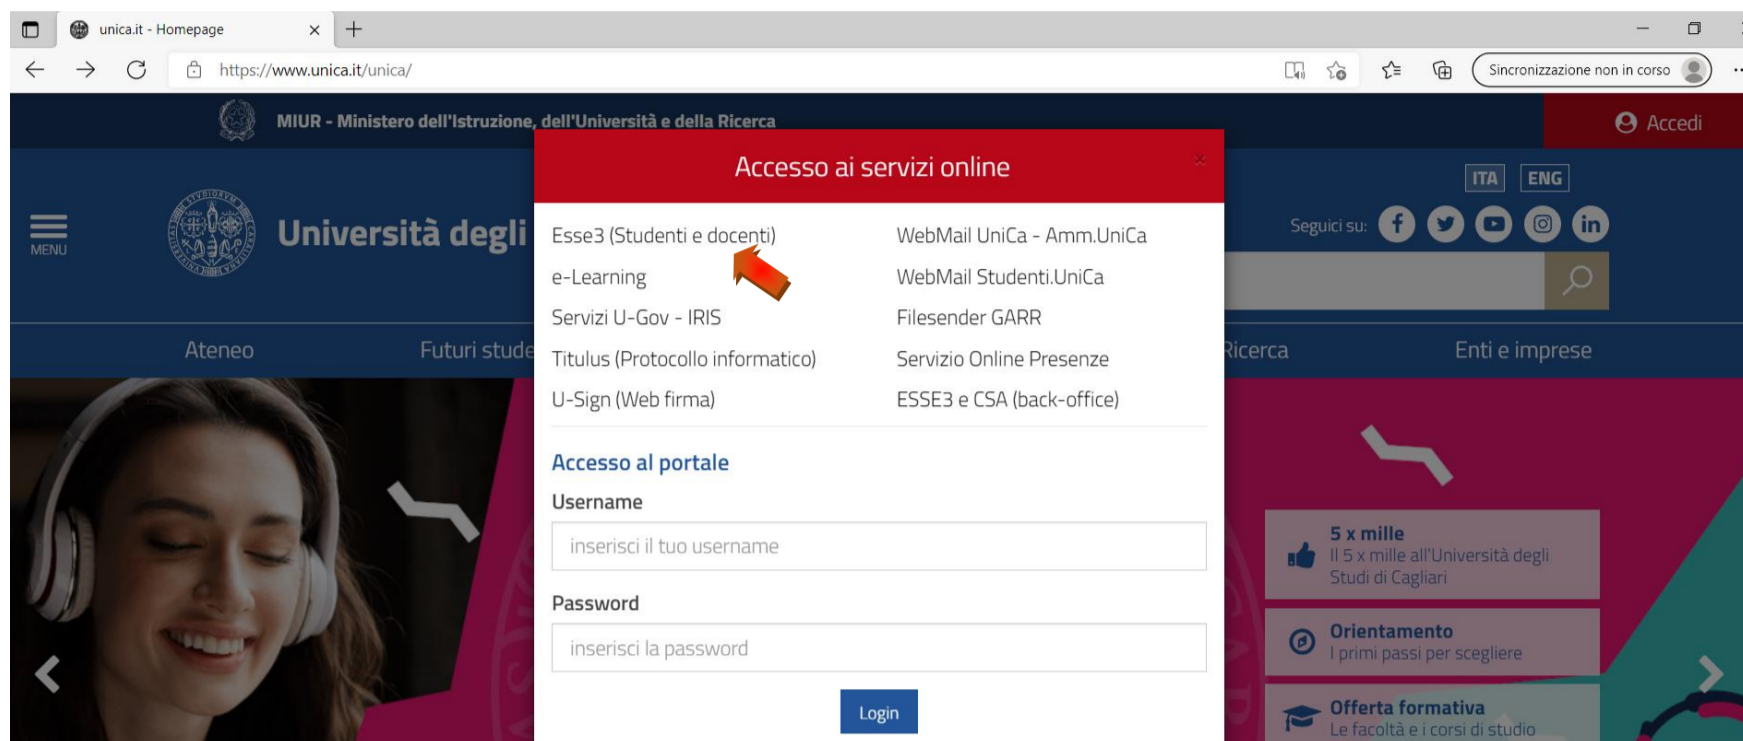 unica.it - Homepage
https://www.unica.it/unica/
Sincronizzazione non in corso
MIUR - Ministero dell'Istruzione, dell'Università e della Ricerca
Accedi
Accesso ai servizi online
ITA ENG
MENU
Università degli
Seguici su:
Esse3 (Studenti e docenti)
WebMail UniCa - Amm.UniCa
e-Learning
WebMail Studenti.UniCa
Servizi U-Gov - IRIS
Filesender GARR
Titulus (Protocollo informatico)
Servizio Online Presenze
U-Sign (Web firma)
ESSE3 e CSA (back-office)
Ateneo
Futuri stude
Ricerca
Enti e imprese
Accesso al portale
Username
inserisci il tuo username
Password
inserisci la password
Login
5 x mille
Il 5 x mille all'Università degli
Studi di Cagliari
Orientamento
I primi passi per scegliere
Offerta formativa
Le facoltà e i corsi di studio